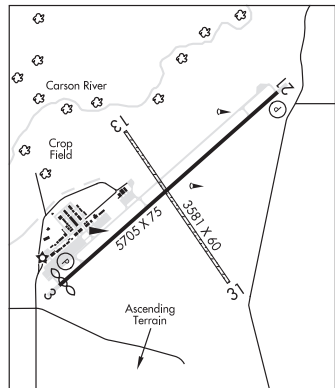 Carson River
21
P
13
Crop
Field
5705 X 75
3581 X 60
P
3
31
Ascending
Terrain